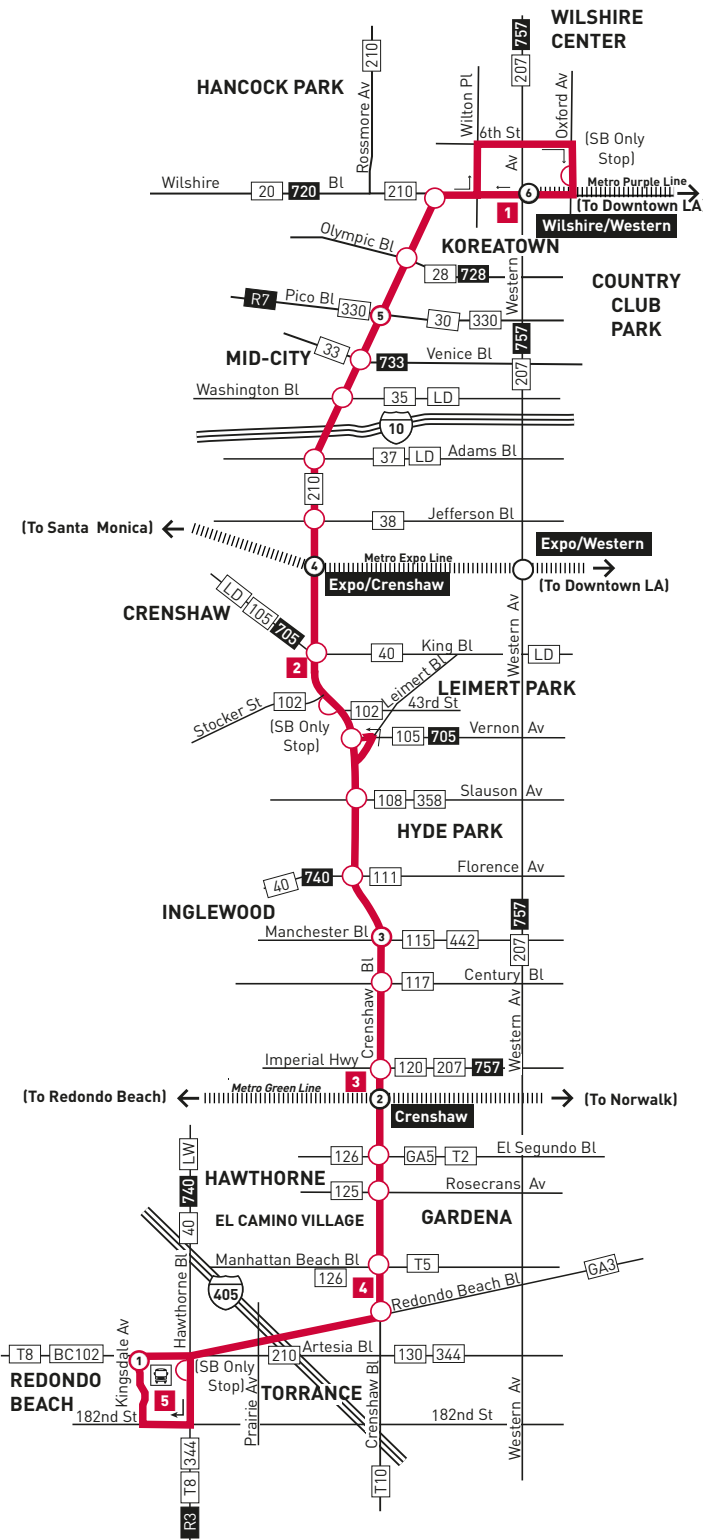 WILSHIRE
CENTER
757
207
210
HANCOCK PARK
Rossmore Av
Wilton Pl
Oxford Av
6th St
(SB Only
Stop)
Av
Wilshire 20 720 Bl 210
6
Metro Purple Line
(To Downtown LA)
1
Wilshire/Western
KOREATOWN
Olympic Bl
28 728
Western
COUNTRY
CLUB
PARK
R7 Pico Bl 330
5
30 330
757
207
33
MID-CITY
733 Venice Bl
Washington Bl
35 LD
10
37 LD Adams Bl
210
38 Jefferson Bl
(To Santa Monica)
Metro Expo Line
Expo/Western
4
Expo/Crenshaw
(To Downtown LA)
LD 105 705
CRENSHAW
Western Av
40 King Bl
LD
2
Leimert Bl
LEIMERT PARK
Stocker St
102
102 43rd St
(SB Only
Stop)
105 705 Vernon Av
108 358 Slauson Av
HYDE PARK
Florence Av
40 740
111
INGLEWOOD
757
207
Manchester Bl
3
115 442
Crenshaw Bl
117 Century Bl
Western Av
Imperial Hwy
120 207 757
3
Metro Green Line
(To Redondo Beach)
2
(To Norwalk)
Crenshaw
126
GA5 T2 El Segundo Bl
LW
740
40
HAWTHORNE
125
Rosecrans Av
EL CAMINO VILLAGE
GARDENA
Manhattan Beach Bl
T5
126
4
Redondo Beach Bl
GA3
405
Hawthorne Bl
Kingsdale Av
T8 BC102
1
210 Artesia Bl 130 344
REDONDO
BEACH
5
(SB Only
Stop)
TORRANCE
Prairie Av
Crenshaw Bl
Western Av
182nd St
182nd St
344
T8
R3
T10